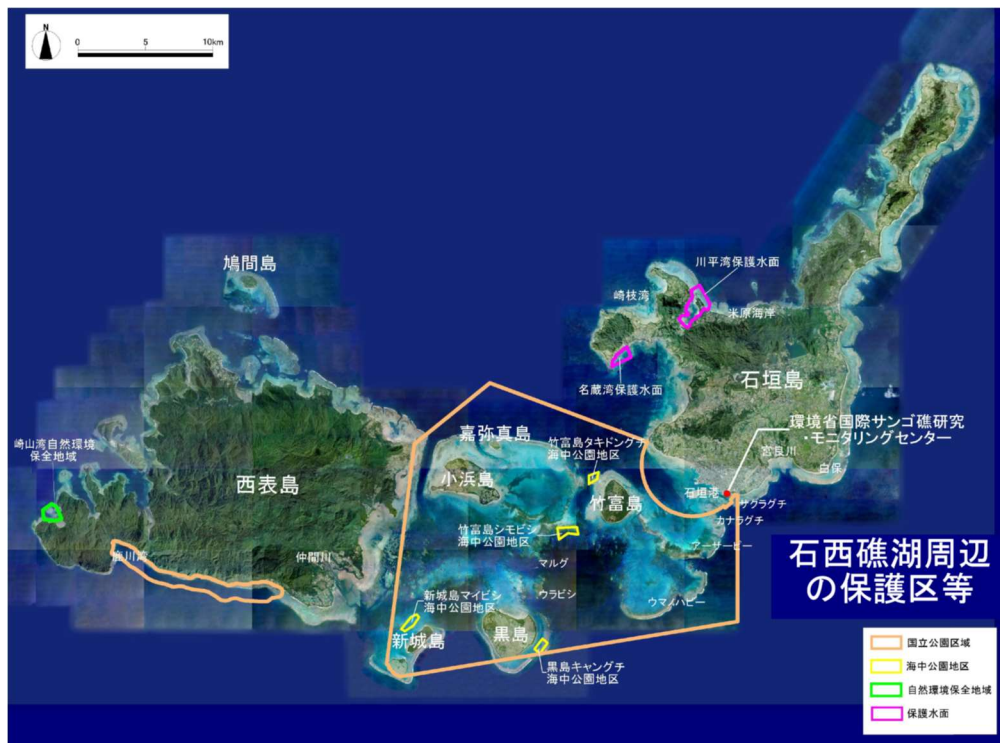 N
0 5 10km
鳩間島
川平湾保護水面
崎枝湾
米原海岸
名蔵湾保護水面
石垣島
環境省国際サンゴ礁研究
・モニタリングセンター
嘉弥真島
竹富島タキドングチ
海中公園地区
宮良川
白保
崎山湾自然環境
保全地域
西表島
小浜島
竹富島
石垣港
サクラグチ
カナラグチ
竹富島シモビシ
海中公園地区
アーサーピー
鹿川湾
仲間川
マルグ
石西礁湖周辺
の保護区等
新城島マイビシ
海中公園地区
ウラビシ
ウマノハピー
新城島
黒島
黒島キャングチ
海中公園地区
国立公園区域
海中公園地区
自然環境保全地域
保護水面